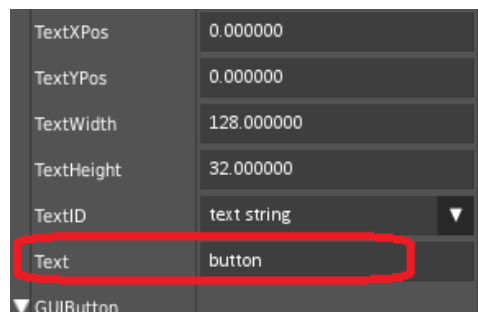 TextXPos 0.000000
TextYPos 0.000000
TextWidth 128.000000
TextHeight 32.000000
TextID text string
Text button
GUIButton